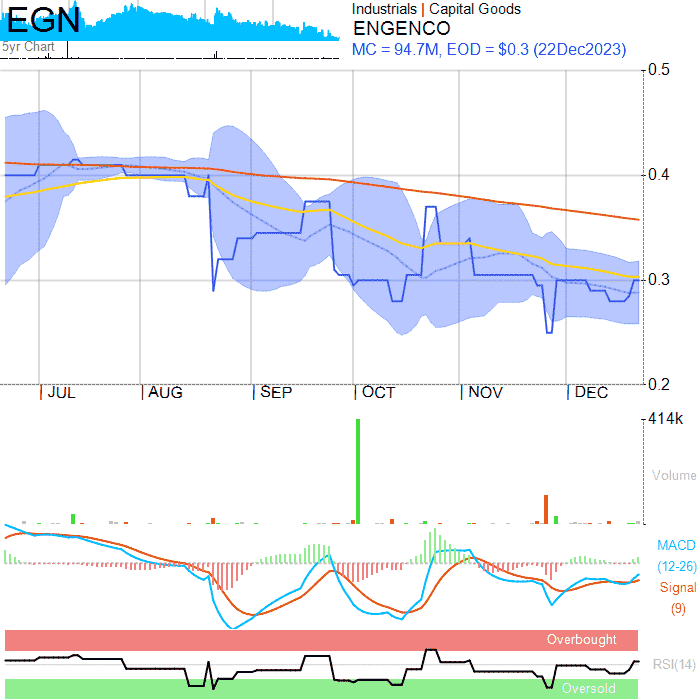 EGN
5yr Chart
Industrials | Capital Goods
ENGENCO
MC = 94.7M, EOD = $0.3 (22Dec2023)
0.5
0.4
0.3
0.2
JUL
AUG
SEP
OCT
NOV
DEC
414k
Volume
MACD
(12-26)
Signal
(9)
Overbought
RSI(14)
Oversold